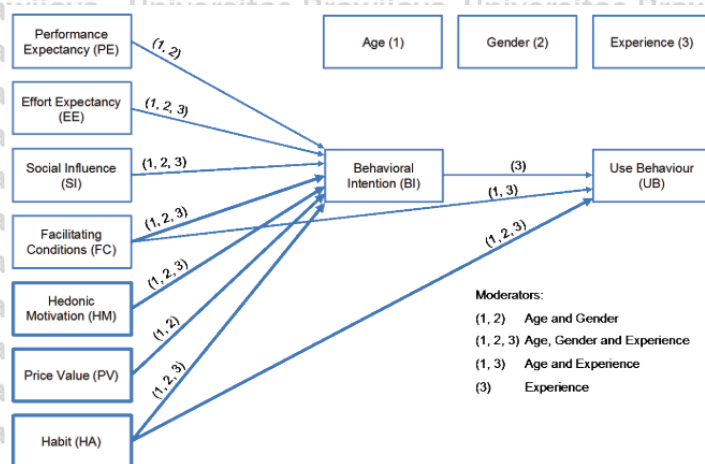 Performance
Expectancy (PE)
Age (1)
Gender (2)
Experience (3)
(1, 2)
Effort Expectancy
(EE)
(1, 2, 3)
Social Influence
(SI)
(1, 2, 3)
Behavioral
Intention (BI)
(3)
Use Behaviour
(UB)
(1, 3)
Facilitating
Conditions (FC)
(1, 2, 3)
(1, 2, 3)
Hedonic
Motivation (HM)
(1, 2, 3)
Price Value (PV)
(1, 2)
Habit (HA)
(1, 2, 3)
Moderators:
(1, 2) Age and Gender
(1, 2, 3) Age, Gender and Experience
(1, 3) Age and Experience
(3) Experience